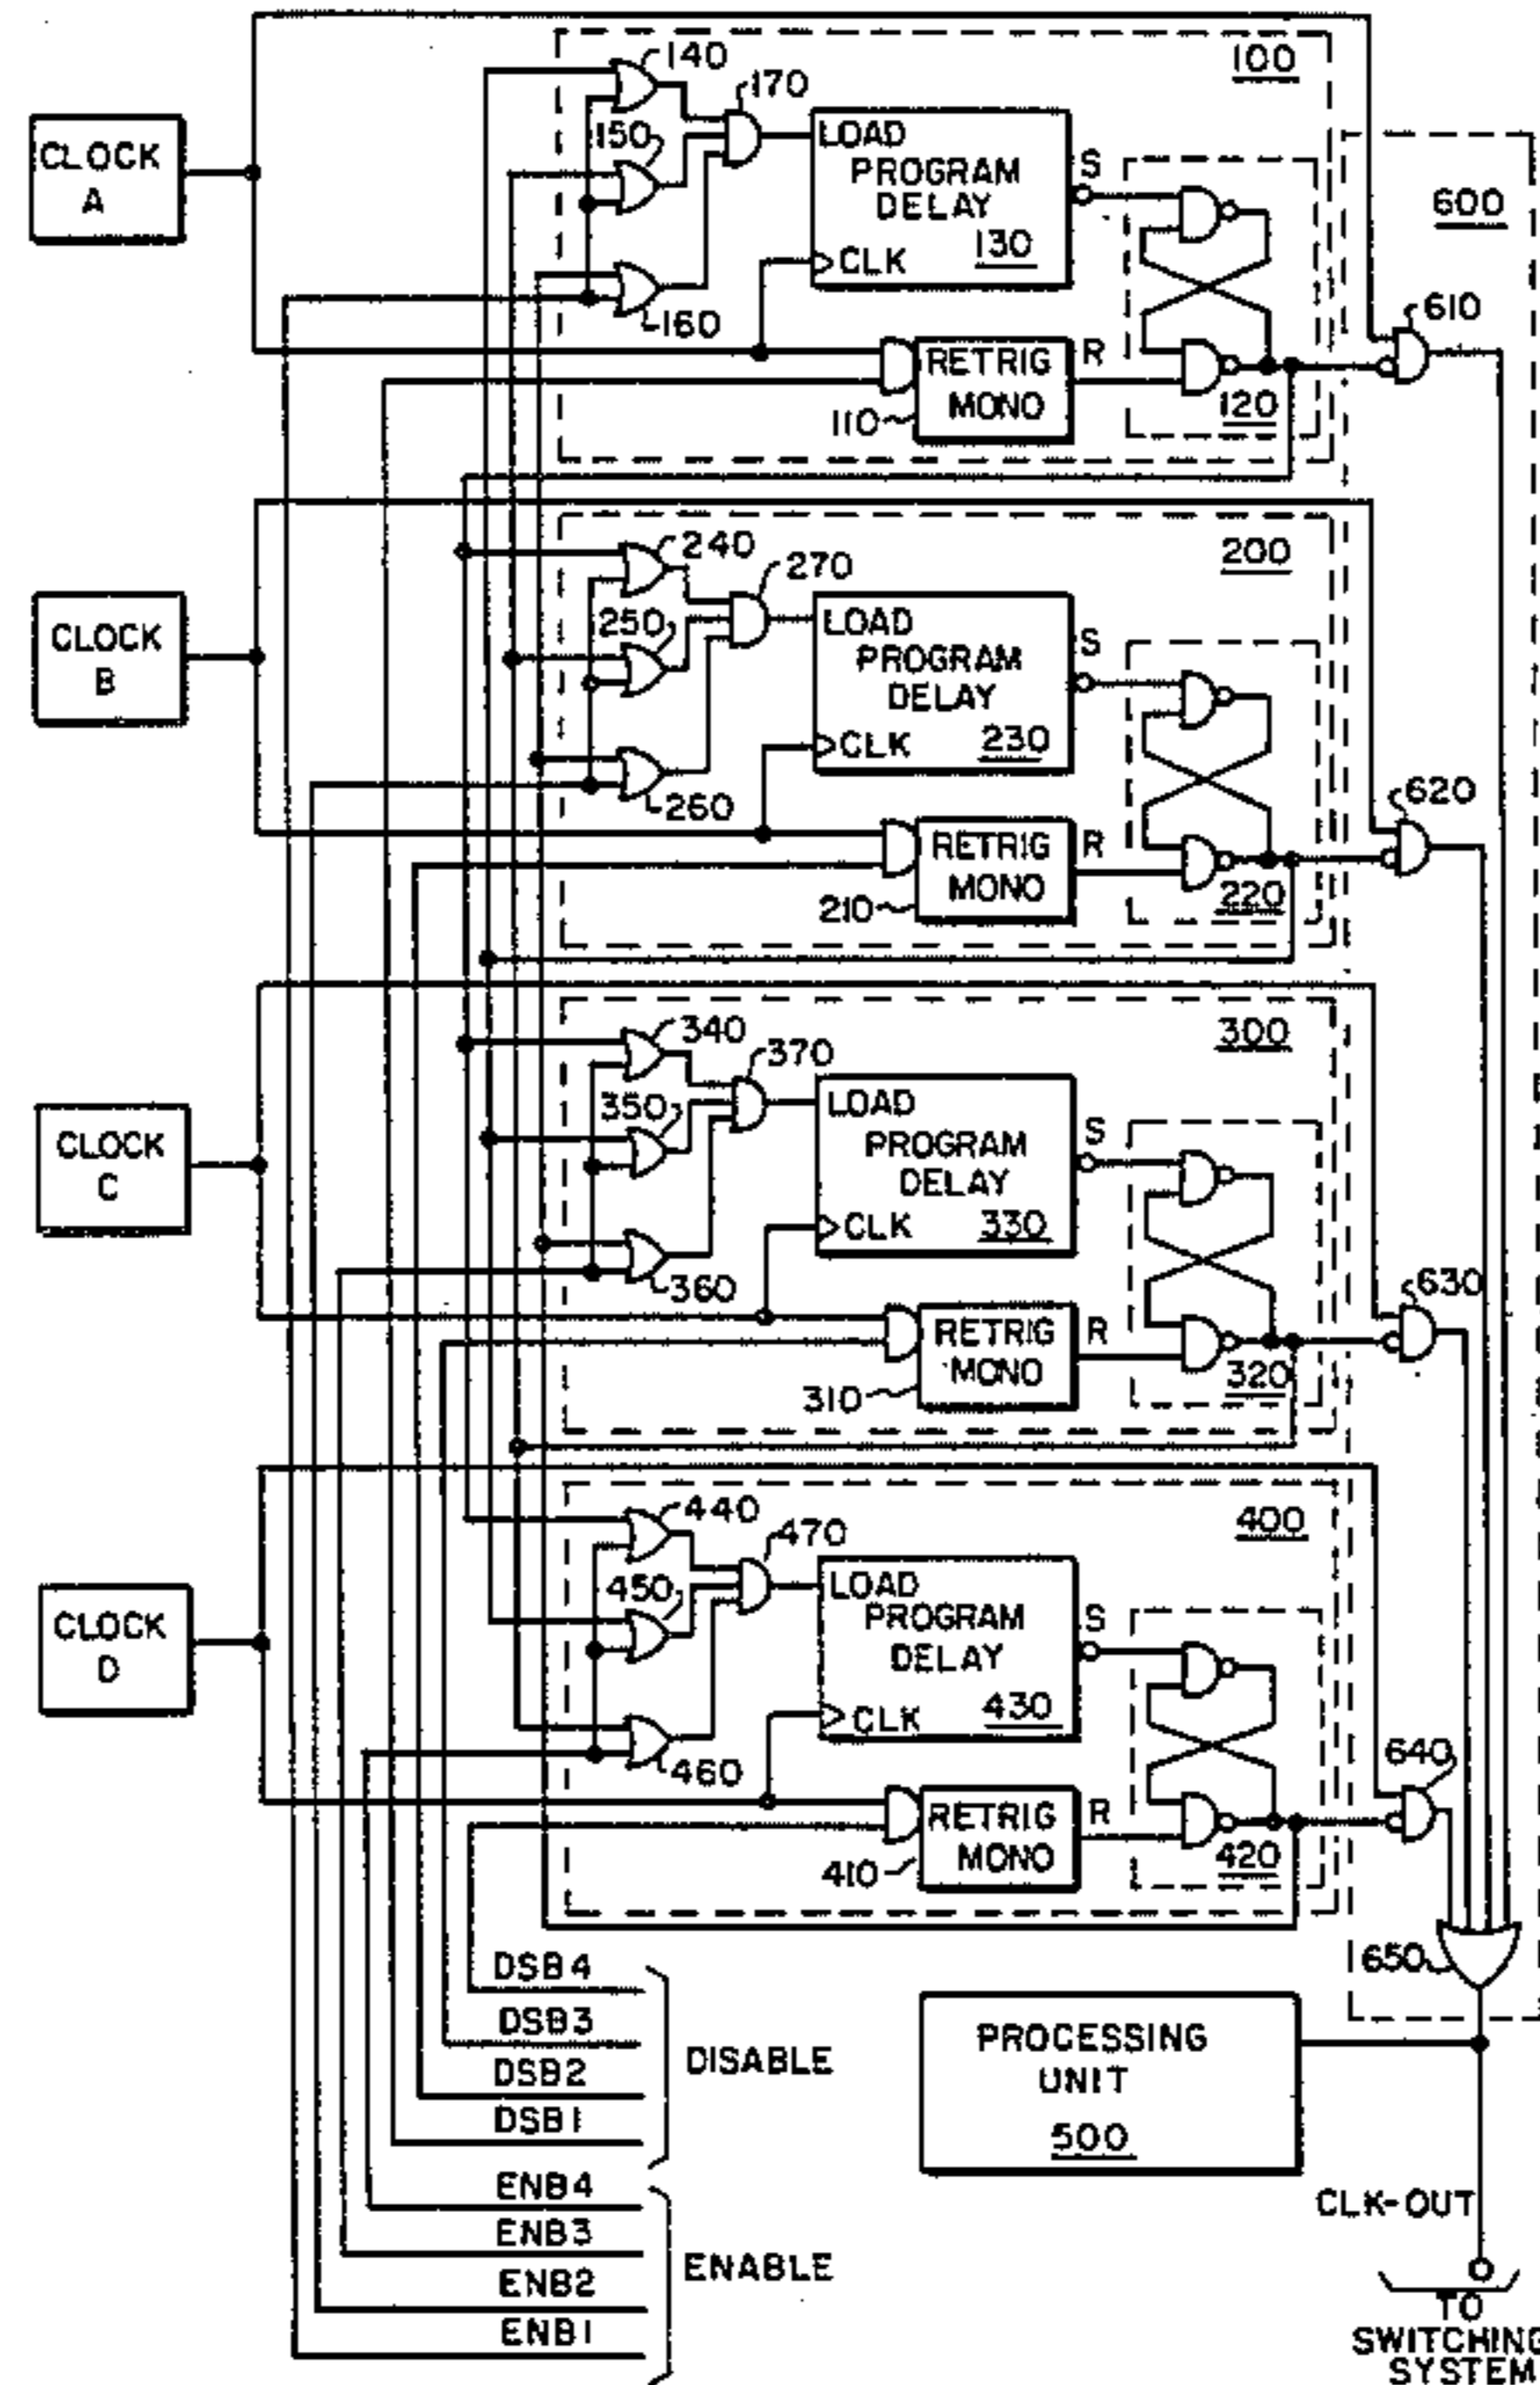 140
100
170
CLOCK
A
150
LOAD
PROGRAM
DELAY
130
S
600
CLK
160
610
RETRIG
MONO
R
110
120
240
200
270
CLOCK
B
250
LOAD
PROGRAM
DELAY
230
S
CLK
260
620
RETRIG
MONO
R
210
220
340
300
370
CLOCK
C
350
LOAD
PROGRAM
DELAY
330
S
CLK
360
630
RETRIG
MONO
R
310
320
440
400
470
CLOCK
D
450
LOAD
PROGRAM
DELAY
430
S
CLK
460
640
RETRIG
MONO
R
410
420
650
DSB4
DSB3
DSB2
DSB1
DISABLE
PROCESSING
UNIT
500
ENB4
ENB3
ENB2
ENB1
ENABLE
CLK-OUT
TO
SWITCHING
SYSTEM